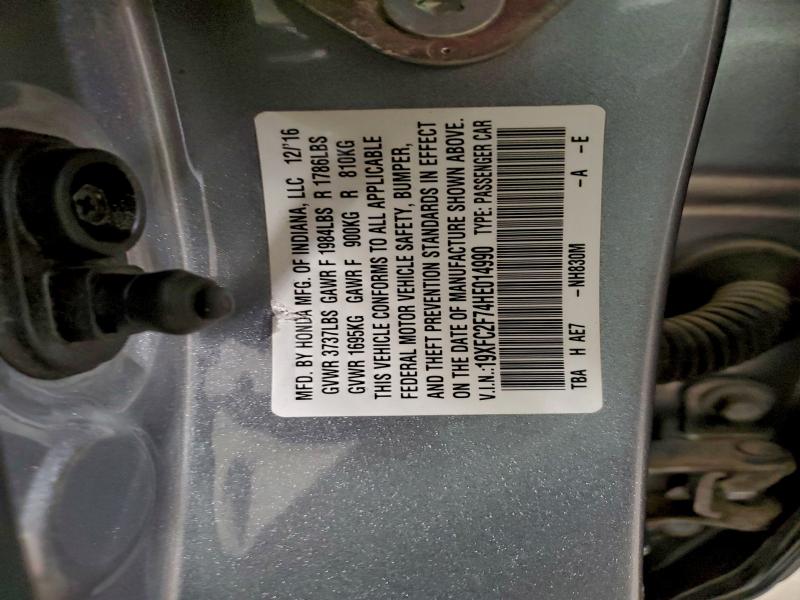 MFD. BY HONDA MFG. OF INDIANA, LLC 12/'16
GVWR 3737LBS GAWR F 1984LBS R 1786LBS
GVWR 1695KG GAWR F 900KG R 810KG
THIS VEHICLE CONFORMS TO ALL APPLICABLE
FEDERAL MOTOR VEHICLE SAFETY, BUMPER,
AND THEFT PREVENTION STANDARDS IN EFFECT
ON THE DATE OF MANUFACTURE SHOWN ABOVE.
V.I.N.:19XFC2F74HE014990 TYPE: PASSENGER CAR
TBA H AE7 -NH830M -A -E